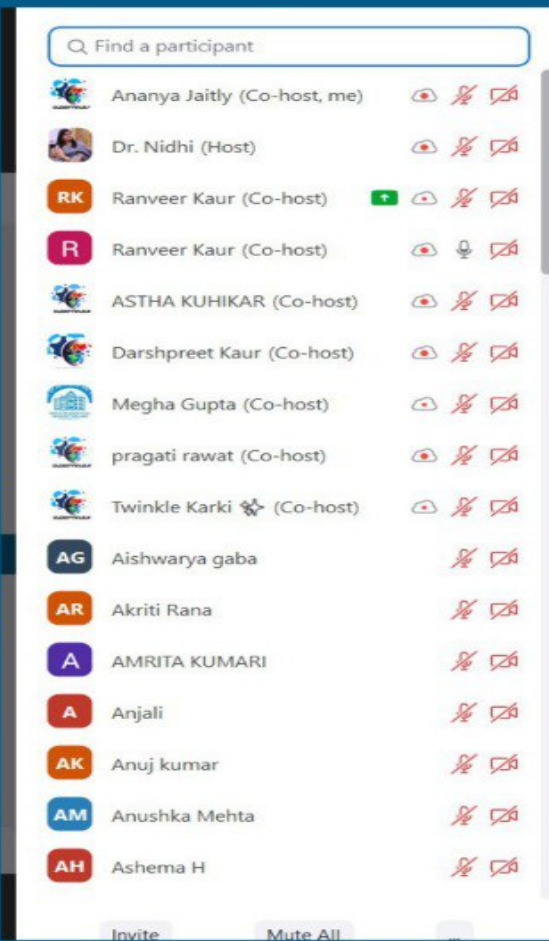 Find a participant
Ananya Jaitly (Co-host, me)
Dr. Nidhi (Host)
RK Ranveer Kaur (Co-host)
R Ranveer Kaur (Co-host)
ASTHA KUHIKAR (Co-host)
Darshpreet Kaur (Co-host)
Megha Gupta (Co-host)
pragati rawat (Co-host)
Twinkle Karki (Co-host)
AG Aishwarya gaba
AR Akriti Rana
A AMRITA KUMARI
A Anjali
AK Anuj kumar
AM Anushka Mehta
AH Ashema H
Invite Mute All ...